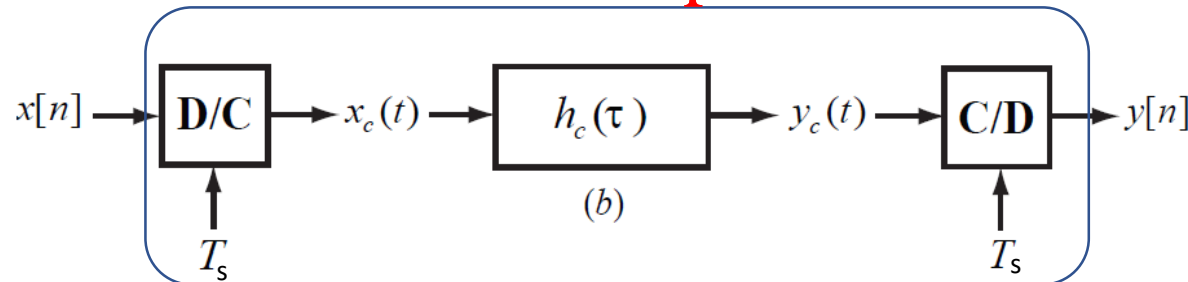 x[n] D/C x_c(t) h_c(τ) y_c(t) C/D y[n]
(b)
T_s T_s